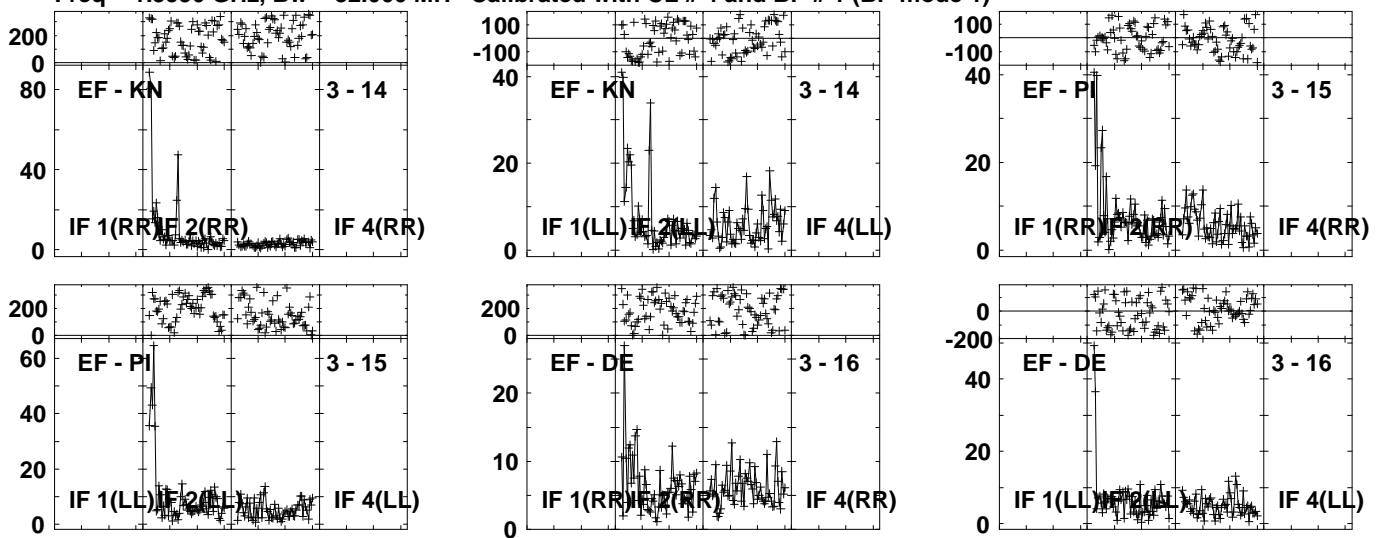 200
0
100
-100
100
-100
80
40
0
EF - KN
3 - 14
IF 1(RR)
IF 2(RR)
IF 4(RR)
40
20
0
EF - KN
3 - 14
IF 1(LL)
IF 2(LL)
IF 4(LL)
40
20
0
EF - PI
3 - 15
IF 1(RR)
IF 2(RR)
IF 4(RR)
200
0
200
0
0
-200
60
40
20
0
EF - PI
3 - 15
IF 1(LL)
IF 2(LL)
IF 4(LL)
20
10
0
EF - DE
3 - 16
IF 1(RR)
IF 2(RR)
IF 4(RR)
40
20
0
EF - DE
3 - 16
IF 1(LL)
IF 2(LL)
IF 4(LL)